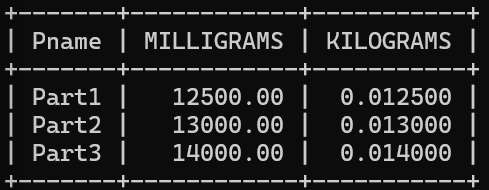 +-------+------------+-----------+
| Pname | MILLIGRAMS | KILOGRAMS |
+-------+------------+-----------+
| Part1 |   12500.00 |  0.012500 |
| Part2 |   13000.00 |  0.013000 |
| Part3 |   14000.00 |  0.014000 |
+-------+------------+-----------+